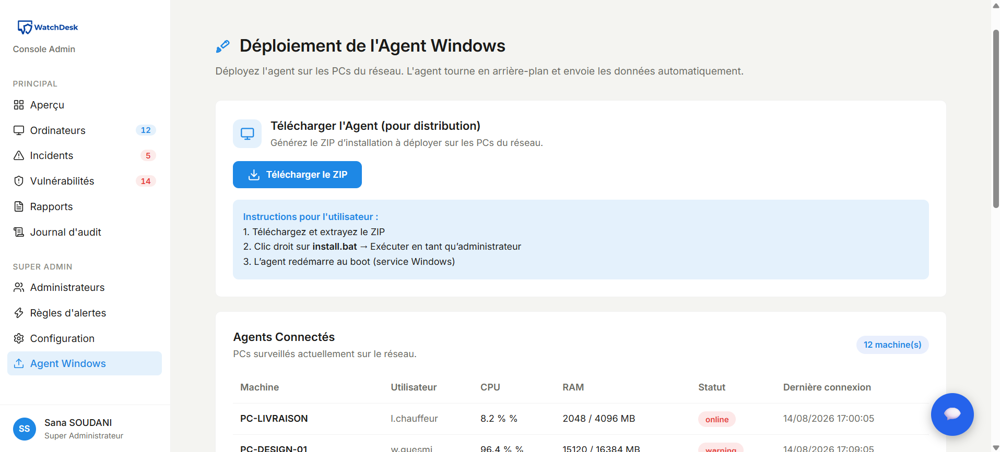 WatchDesk
Console Admin
PRINCIPAL
Aperçu
Ordinateurs 12
Incidents 5
Vulnérabilités 14
Rapports
Journal d'audit
SUPER ADMIN
Administrateurs
Règles d'alertes
Configuration
Agent Windows
SS
Sana SOUDANI
Super Administrateur
Déploiement de l'Agent Windows
Déployez l'agent sur les PCs du réseau. L'agent tourne en arrière-plan et envoie les données automatiquement.
Télécharger l'Agent (pour distribution)
Générez le ZIP d’installation à déployer sur les PCs du réseau.
Télécharger le ZIP
Instructions pour l'utilisateur :
1. Téléchargez et extrayez le ZIP
2. Clic droit sur install.bat → Exécuter en tant qu’administrateur
3. L’agent redémarre au boot (service Windows)
Agents Connectés
PCs surveillés actuellement sur le réseau.
12 machine(s)
Machine Utilisateur CPU RAM Statut Dernière connexion
PC-LIVRAISON l.chauffeur 8.2 % % 2048 / 4096 MB online 14/08/2026 17:00:05
PC-DESIGN-01 w.guesmi 96.4 % % 15120 / 16384 MB warning 14/08/2026 17:09:05